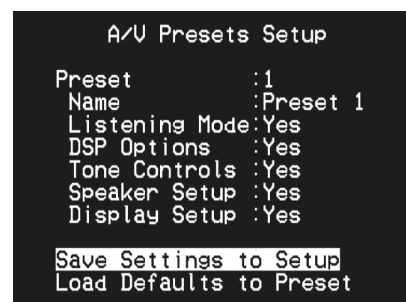 A/V Presets Setup
Preset :1
Name :Preset 1
Listening Mode:Yes
DSP Options :Yes
Tone Controls :Yes
Speaker Setup :Yes
Display Setup :Yes
Save Settings to Setup
Load Defaults to Preset